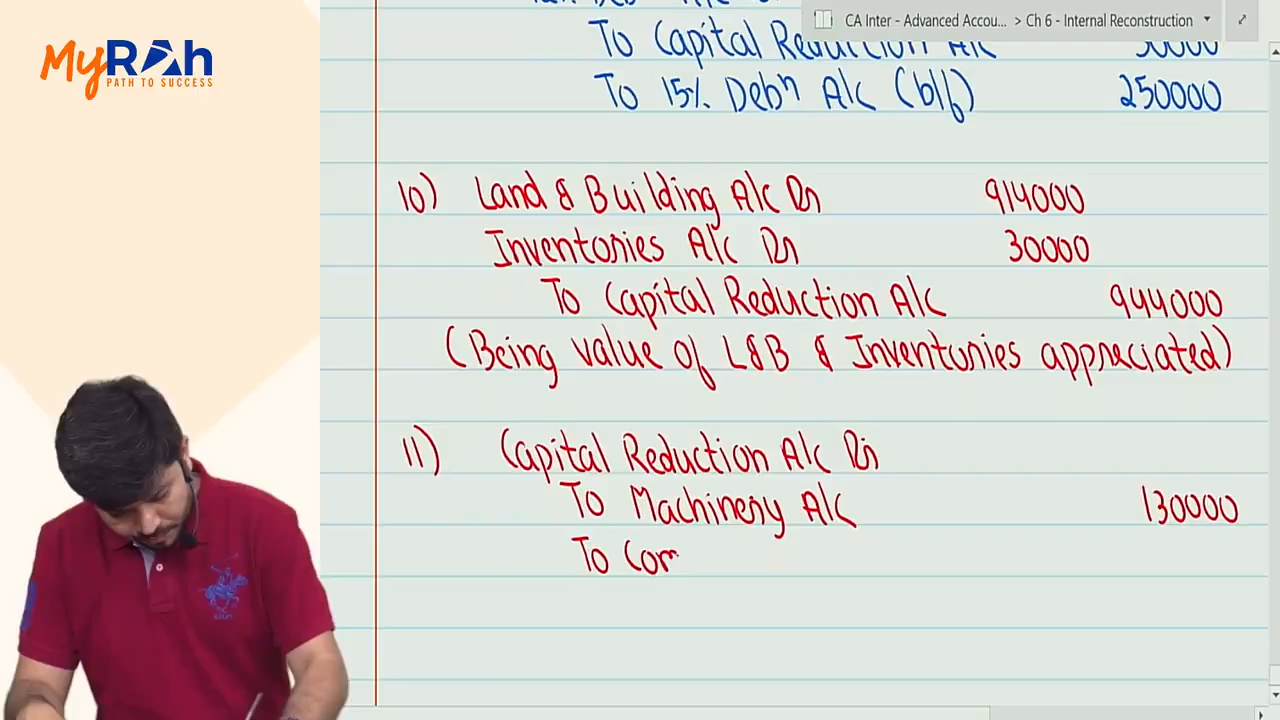 MyRAh
PATH TO SUCCESS
CA Inter - Advanced Accou... > Ch 6 - Internal Reconstruction
To Capital Reduction A/c 50000
To 15% Debn A/c (b/f) 250000
10) Land & Building A/c Dr 914000
Inventories A/c Dr 30000
To Capital Reduction A/c 944000
(Being value of L&B & Inventories appreciated)
11) Capital Reduction A/c Dr
To Machinery A/c 130000
To Com